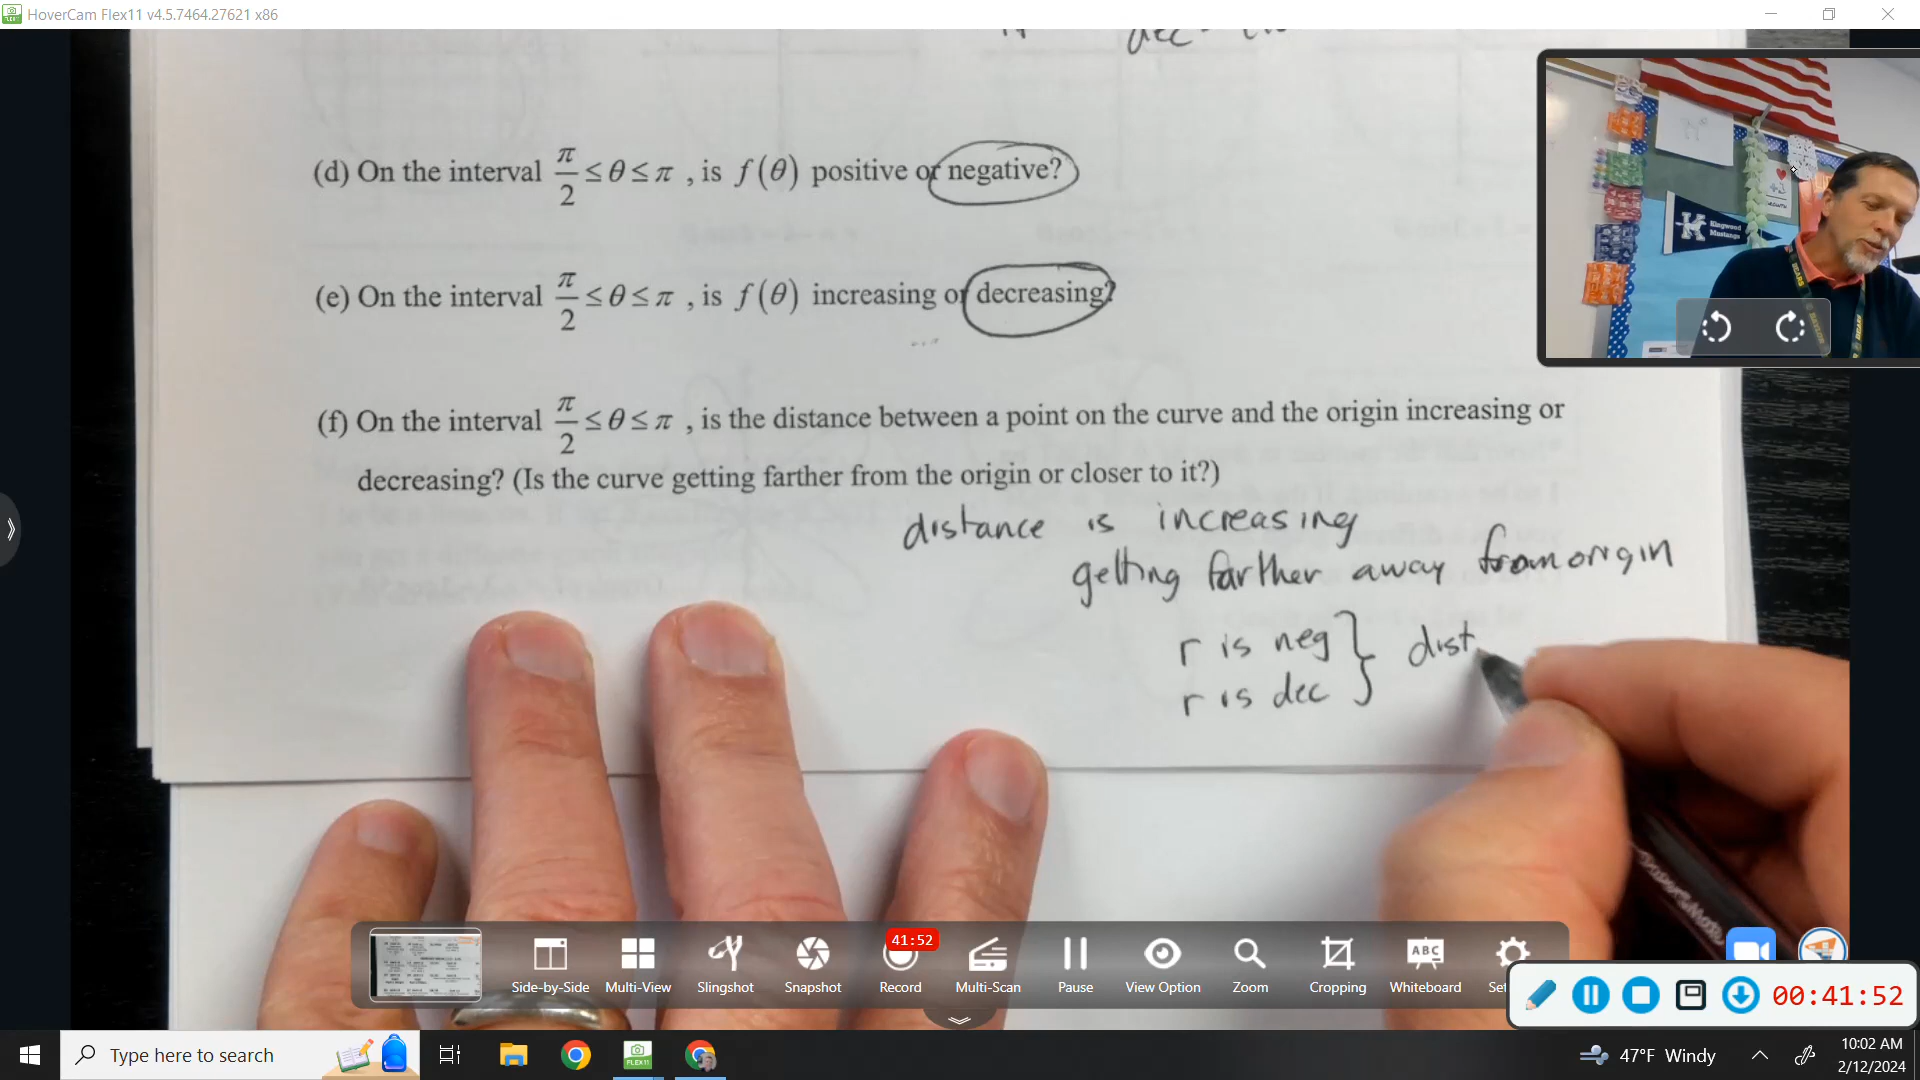 HoverCam Flex11 v4.5.7464.27621 x86
dec
(d) On the interval π/2 ≤ θ ≤ π , is f(θ) positive or negative?
(e) On the interval π/2 ≤ θ ≤ π , is f(θ) increasing or decreasing?
(f) On the interval π/2 ≤ θ ≤ π , is the distance between a point on the curve and the origin increasing or
decreasing? (Is the curve getting farther from the origin or closer to it?)
distance is increasing
getting farther away from origin
r is neg } dist
r is dec
Kingwood
Mustangs
41:52
Side-by-Side Multi-View Slingshot Snapshot Record Multi-Scan Pause View Option Zoom Cropping ABC Whiteboard
00:41:52
Type here to search
FLEX11
47°F Windy
10:02 AM
2/12/2024